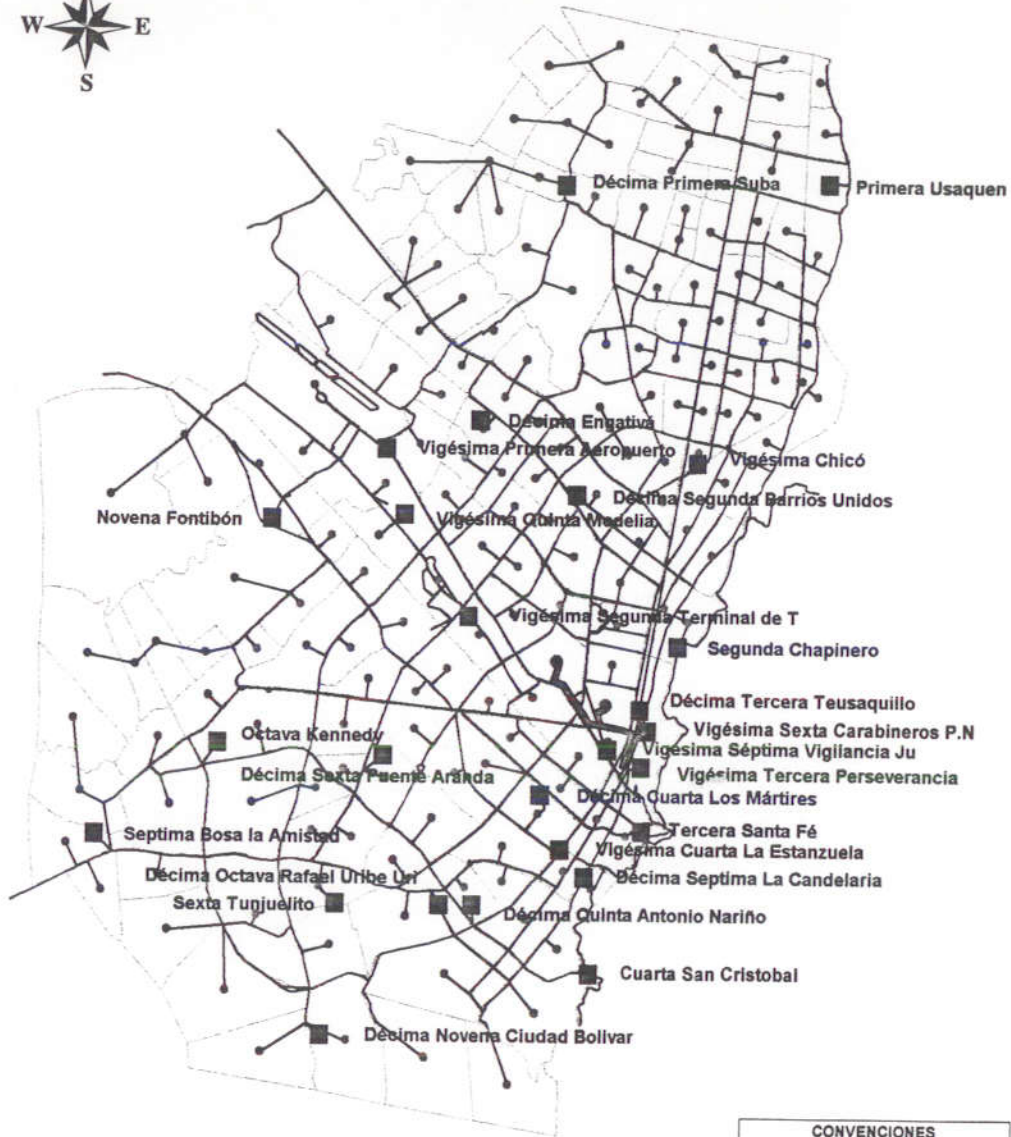 W E
S
Décima Primera Suba
Primera Usaquen
Décima Engativá
Vigésima Primera Aeropuerto
Vigésima Chicó
Décima Segunda Barrios Unidos
Novena Fontibón
Vigésima Quinta Modelia
Vigésima Segunda Terminal de T
Segunda Chapinero
Décima Tercera Teusaquillo
Vigésima Sexta Carabineros P.N
Octava Kennedy
Vigésima Séptima Vigilancia Ju
Décima Sexta Puente Aranda
Vigésima Tercera Perseverancia
Décima Cuarta Los Mártires
Septima Bosa la Amistad
Tercera Santa Fé
Vigésima Cuarta La Estanzuela
Décima Octava Rafael Uribe Uri
Décima Septima La Candelaria
Sexta Tunjuelito
Décima Quinta Antonio Nariño
Cuarta San Cristobal
Décima Novena Ciudad Bolivar
CONVENCIONES